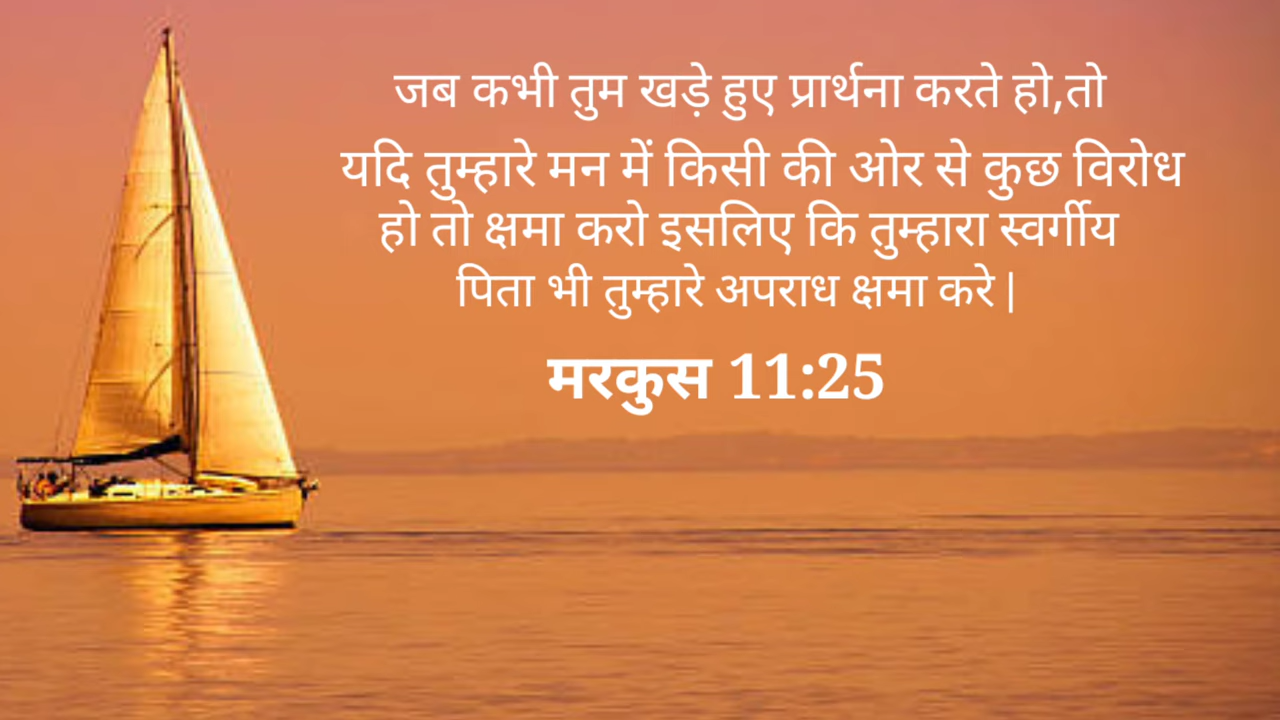 जब कभी तुम खड़े हुए प्रार्थना करते हो,तो
यदि तुम्हारे मन में किसी की ओर से कुछ विरोध
हो तो क्षमा करो इसलिए कि तुम्हारा स्वर्गीय
पिता भी तुम्हारे अपराध क्षमा करे|
मरकुस 11:25